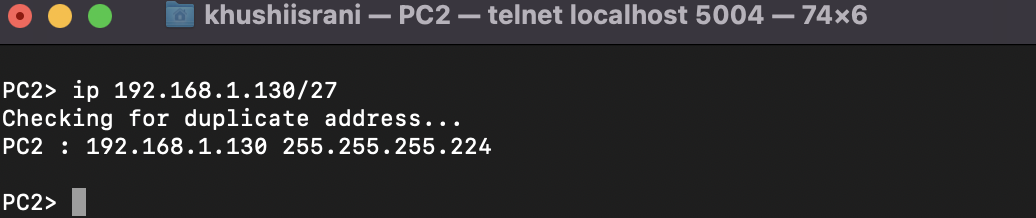 khushiisrani — PC2 — telnet localhost 5004 — 74×6
PC2> ip 192.168.1.130/27
Checking for duplicate address...
PC2 : 192.168.1.130 255.255.255.224
PC2>